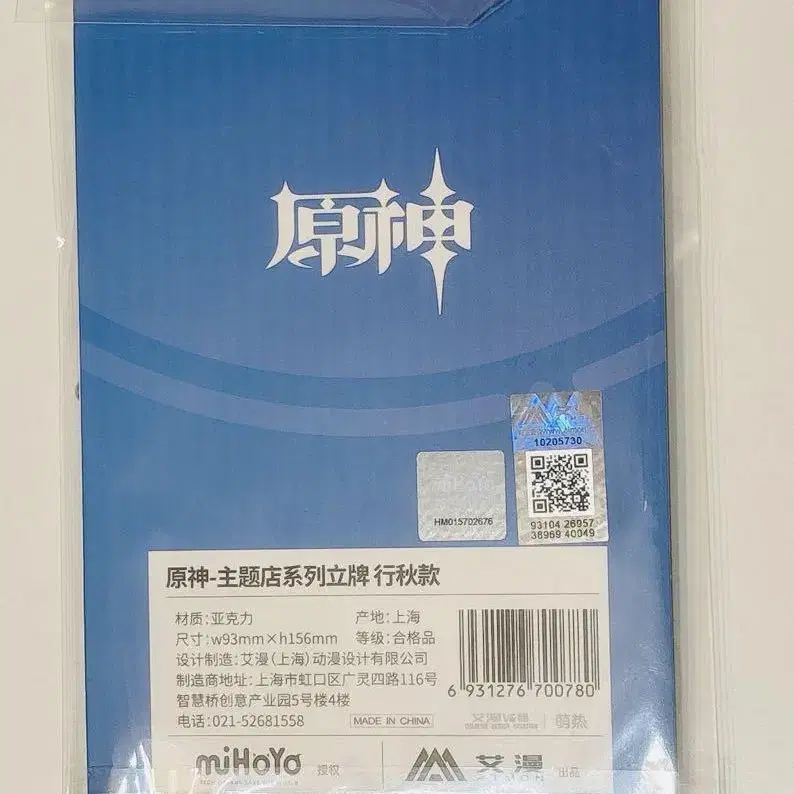 原神
10205730
HM015702676
93104 26957
38969 40049
原神-主题店系列立牌 行秋款
材质:亚克力 产地:上海
尺寸:w93mm×h156mm 等级:合格品
设计制造:艾漫(上海)动漫设计有限公司
制造商地址:上海市虹口区广灵四路116号
智慧桥创意产业园5号楼4楼
电话:021-52681558 MADE IN CHINA
6 931276 700780
萌热
miHoYo 授权
艾漫 出品